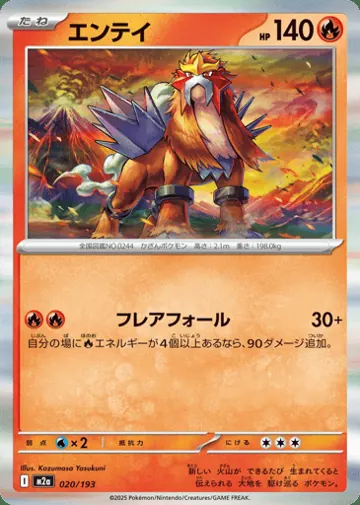 たね エンテイ HP 140
全国図鑑NO.0244 かざんポケモン 高さ:2.1m 重さ:198.0kg
フレアフォール 30+
自分の場に エネルギーが4個以上あるなら、90ダメージ追加。
弱点 ×2 抵抗力 にげる
Illus. Kazumasa Yasukuni
I m2a 020/193
新しい 火山が できるたび 生まれてくると
伝えられる 大地を 駆け巡る ポケモン。
©2025 Pokémon/Nintendo/Creatures/GAME FREAK.